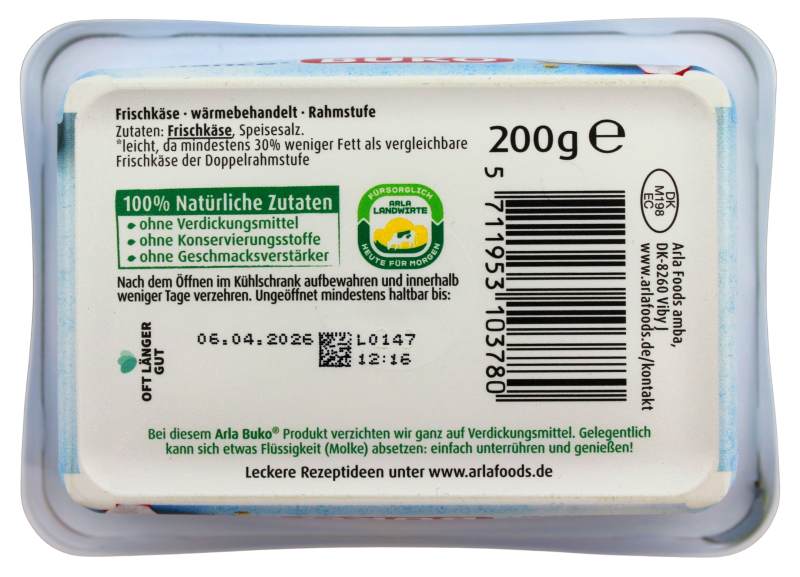 BUKO
Frischkäse · wärmebehandelt · Rahmstufe
Zutaten: Frischkäse, Speisesalz.
*leicht, da mindestens 30% weniger Fett als vergleichbare
Frischkäse der Doppelrahmstufe
200g ℮
100% Natürliche Zutaten
• ohne Verdickungsmittel
• ohne Konservierungsstoffe
• ohne Geschmacksverstärker
FÜRSORGLICH
ARLA
LANDWIRTE
HEUTE FÜR MORGEN
Nach dem Öffnen im Kühlschrank aufbewahren und innerhalb
weniger Tage verzehren. Ungeöffnet mindestens haltbar bis:
OFT LÄNGER
GUT
06.04.2026
L0147
12:16
5 711953 103780
DK
M198
EC
Arla Foods amba,
DK-8260 Viby J
www.arlafoods.de/kontakt
Bei diesem Arla Buko® Produkt verzichten wir ganz auf Verdickungsmittel. Gelegentlich
kann sich etwas Flüssigkeit (Molke) absetzen: einfach unterrühren und genießen!
Leckere Rezeptideen unter www.arlafoods.de